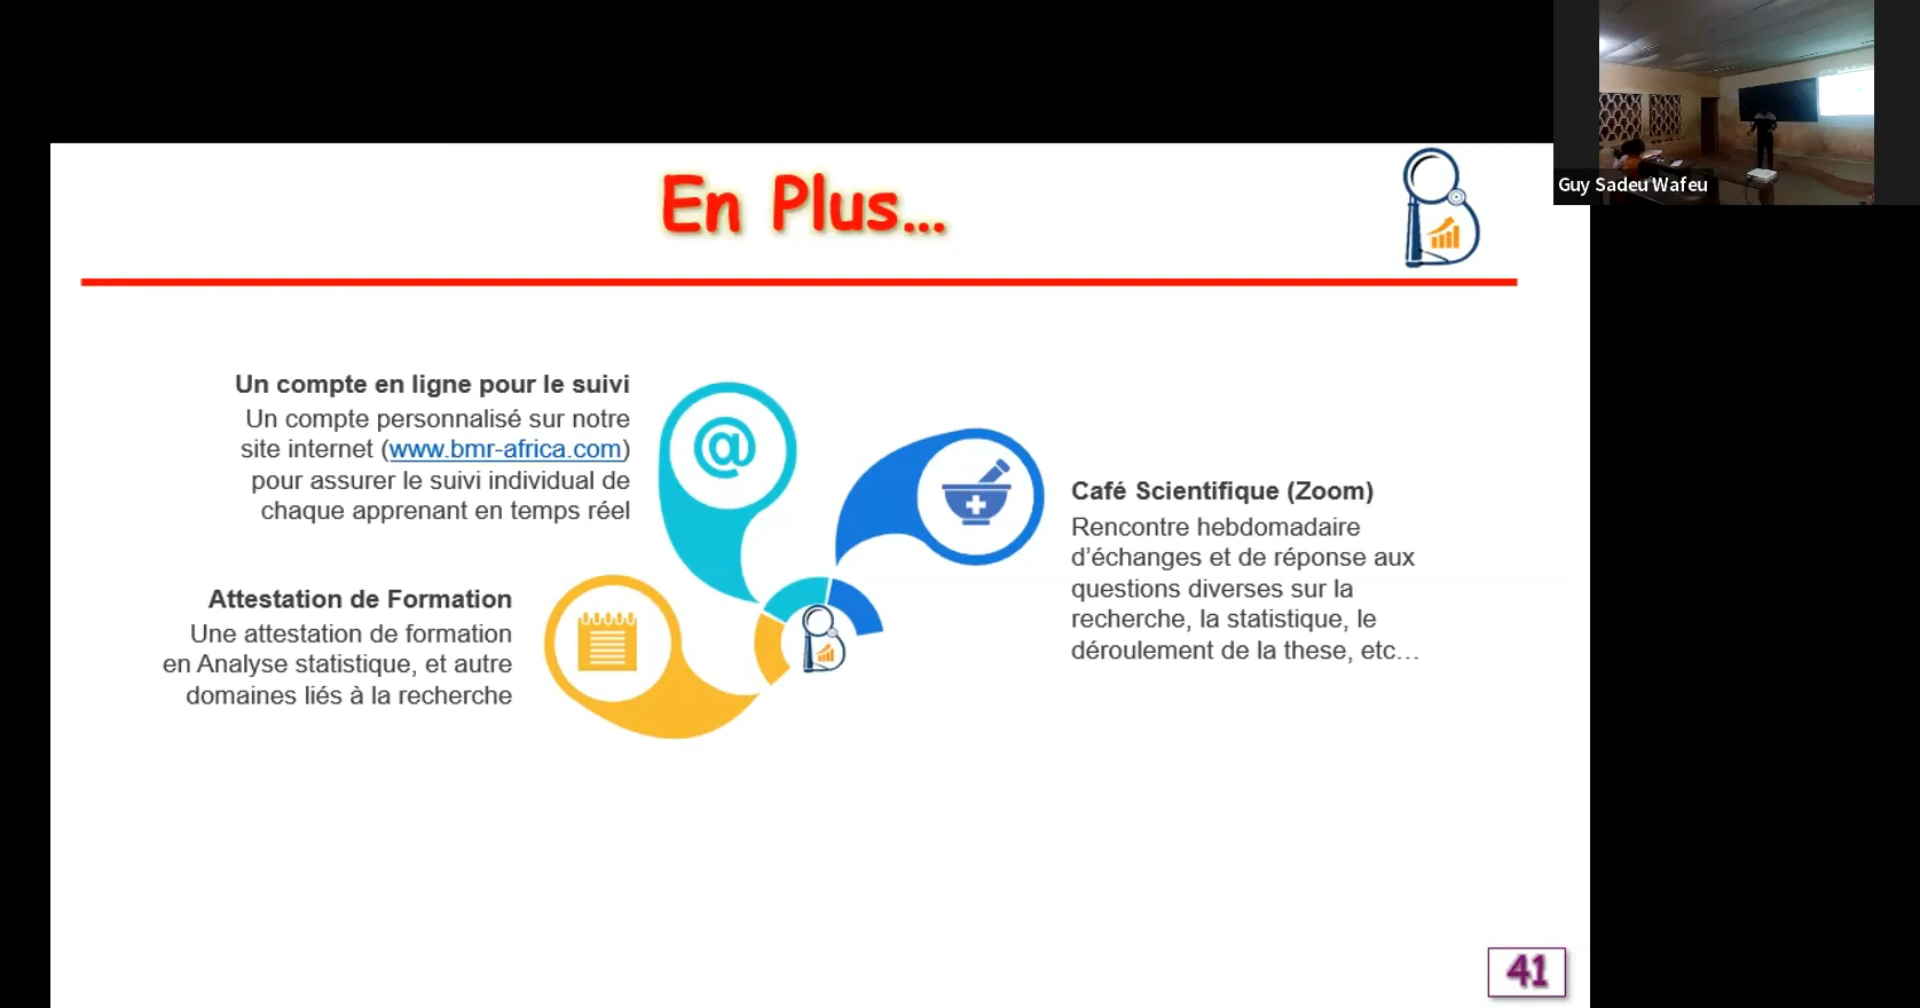 En Plus...
Guy Sadeu Wafeu
Un compte en ligne pour le suivi
Un compte personnalisé sur notre
site internet (www.bmr-africa.com)
pour assurer le suivi individual de
chaque apprenant en temps réel
Attestation de Formation
Une attestation de formation
en Analyse statistique, et autre
domaines liés à la recherche
Café Scientifique (Zoom)
Rencontre hebdomadaire
d’échanges et de réponse aux
questions diverses sur la
recherche, la statistique, le
déroulement de la these, etc…
41